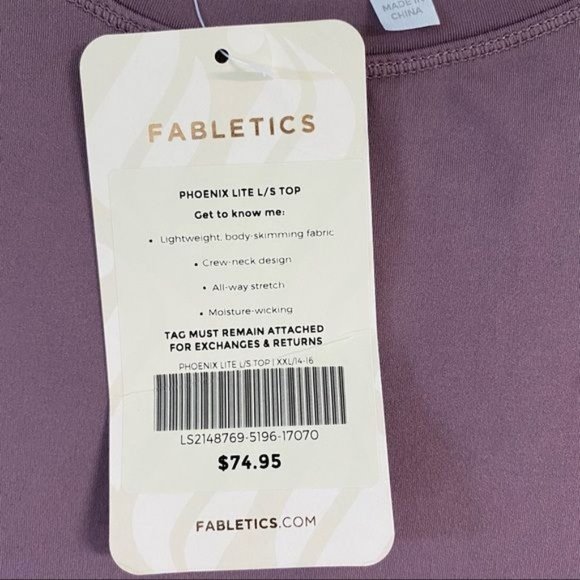 MADE IN
CHINA
FABLETICS
PHOENIX LITE L/S TOP
Get to know me:
• Lightweight, body-skimming fabric
• Crew-neck design
• All-way stretch
• Moisture-wicking
TAG MUST REMAIN ATTACHED
FOR EXCHANGES & RETURNS
PHOENIX LITE L/S TOP | XXL/14-16
LS2148769-5196-17070
$74.95
FABLETICS.COM